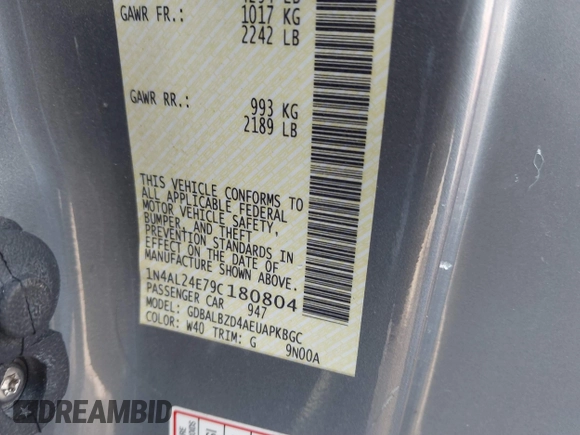 GAWR FR.: 1017 KG
2242 LB
GAWR RR.: 993 KG
2189 LB
THIS VEHICLE CONFORMS TO
ALL APPLICABLE FEDERAL
MOTOR VEHICLE SAFETY,
BUMPER, AND THEFT
PREVENTION STANDARDS IN
EFFECT ON THE DATE OF
MANUFACTURE SHOWN ABOVE.
1N4AL24E79C180804
PASSENGER CAR 947
MODEL: GDBALBZD4AEUAPKBGC
COLOR: W40 TRIM: G 9N00A
DREAMBID